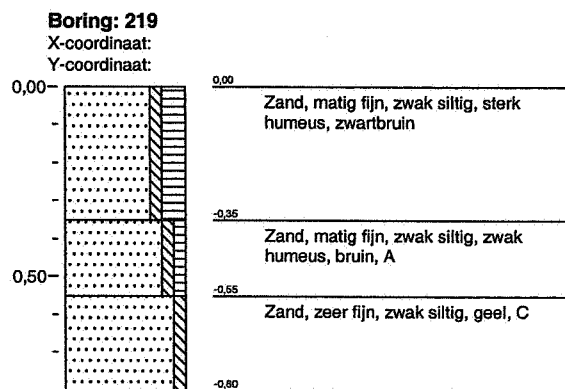 Boring: 219
X-coordinaat:
Y-coordinaat:
0,00
0,00
Zand, matig fijn, zwak siltig, sterk
humeus, zwartbruin
-0,35
Zand, matig fijn, zwak siltig, zwak
humeus, bruin, A
0,50
-0,55
Zand, zeer fijn, zwak siltig, geel, C
-0,80